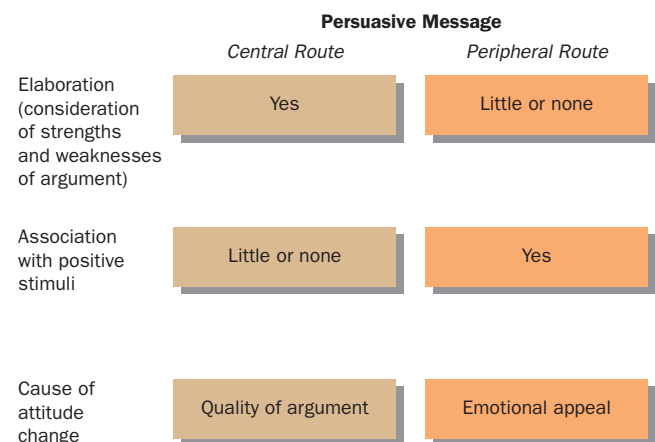 Persuasive Message
Central Route Peripheral Route
Elaboration
(consideration
of strengths
and weaknesses
of argument)
Yes Little or none
Association
with positive
stimuli
Little or none Yes
Cause of
attitude
change
Quality of argument Emotional appeal